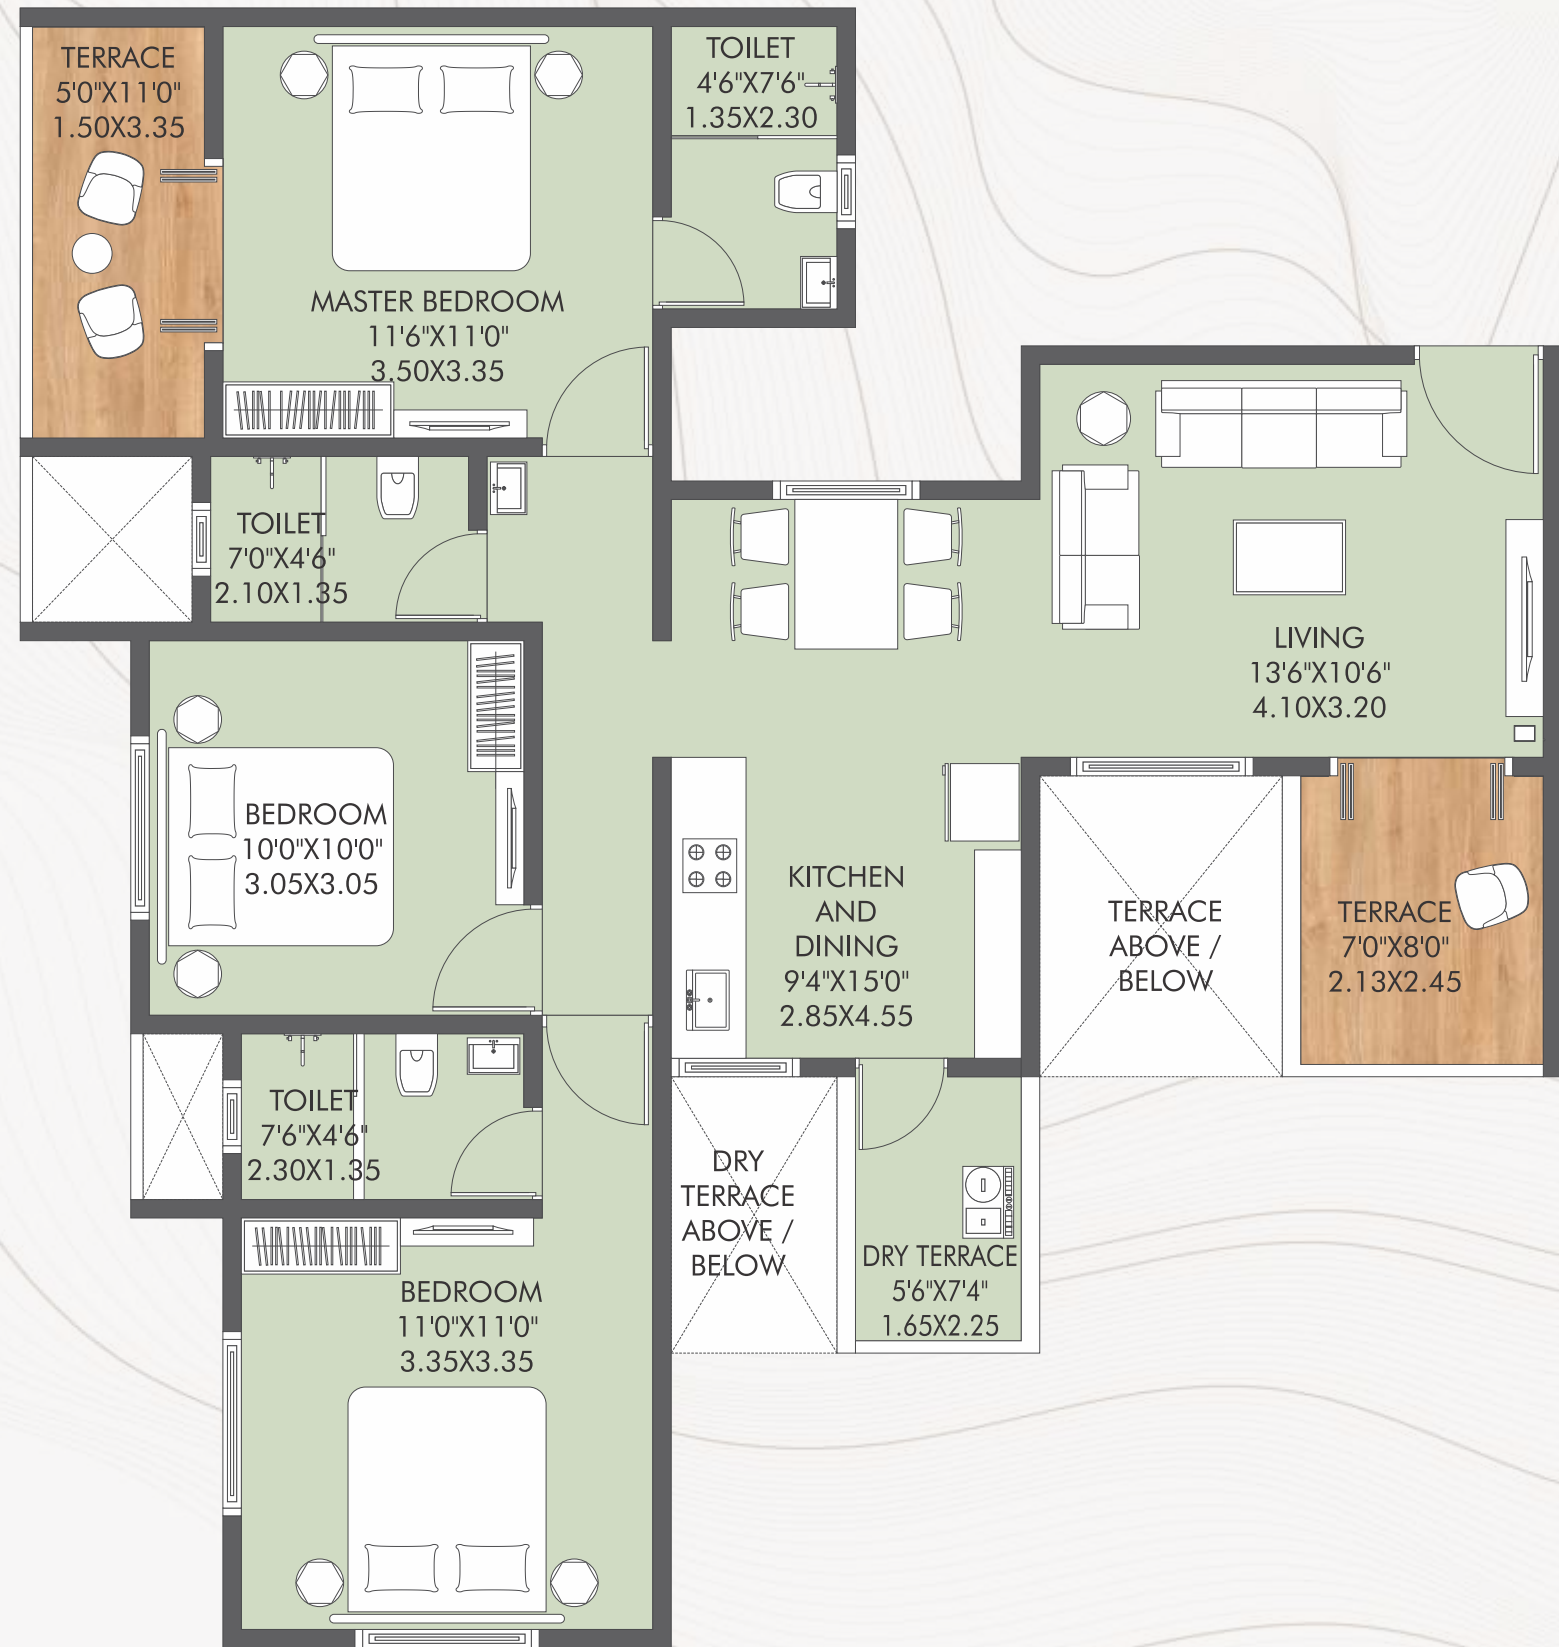 TERRACE
5'0"X11'0"
1.50X3.35
TOILET
4'6"X7'6"
1.35X2.30
MASTER BEDROOM
11'6"X11'0"
3.50X3.35
TOILET
7'0"X4'6"
2.10X1.35
LIVING
13'6"X10'6"
4.10X3.20
BEDROOM
10'0"X10'0"
3.05X3.05
KITCHEN
AND
DINING
9'4"X15'0"
2.85X4.55
TERRACE
ABOVE /
BELOW
TERRACE
7'0"X8'0"
2.13X2.45
TOILET
7'6"X4'6"
2.30X1.35
DRY
TERRACE
ABOVE /
BELOW
DRY TERRACE
5'6"X7'4"
1.65X2.25
BEDROOM
11'0"X11'0"
3.35X3.35